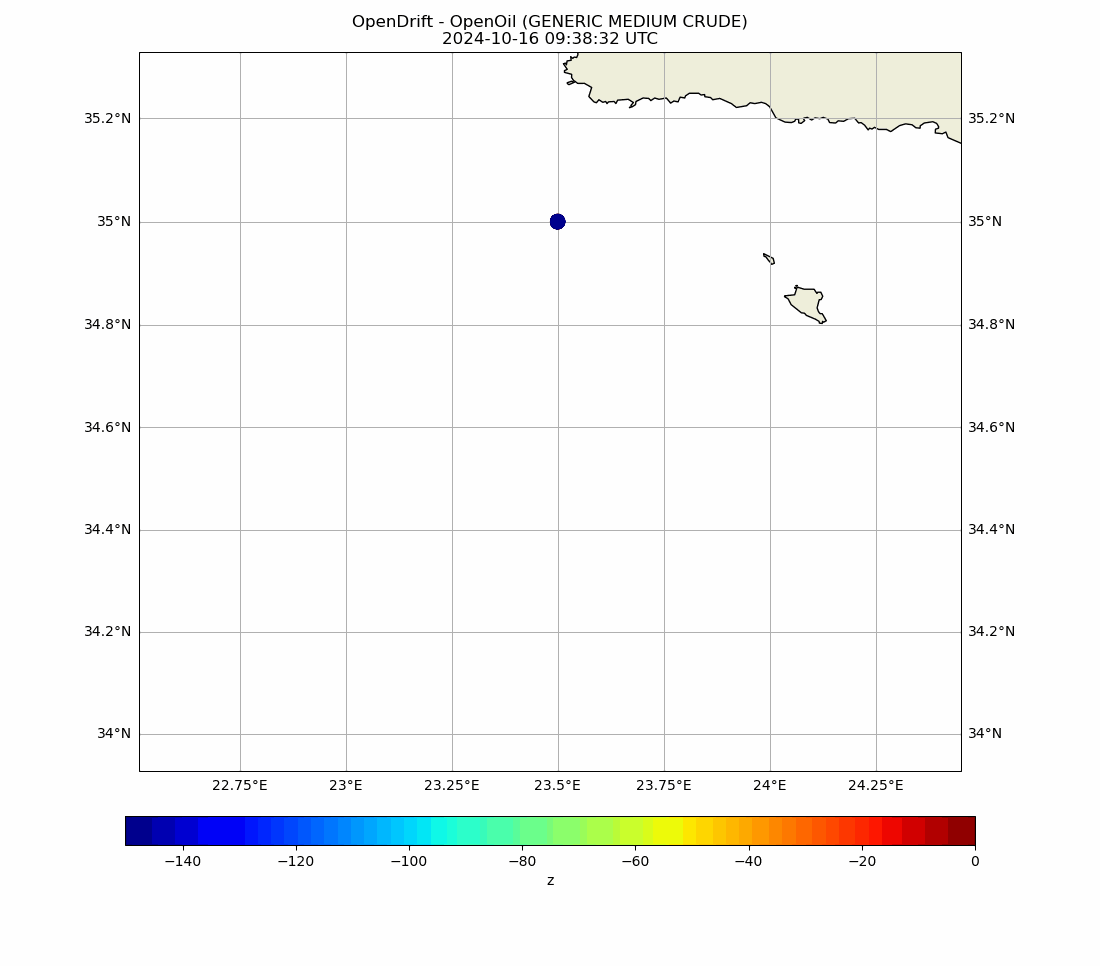 OpenDrift - OpenOil (GENERIC MEDIUM CRUDE)
2024-10-16 09:38:32 UTC
35.2°N 35.2°N
35°N 35°N
34.8°N 34.8°N
34.6°N 34.6°N
34.4°N 34.4°N
34.2°N 34.2°N
34°N 34°N
22.75°E 23°E 23.25°E 23.5°E 23.75°E 24°E 24.25°E
−140 −120 −100 −80 −60 −40 −20 0
z